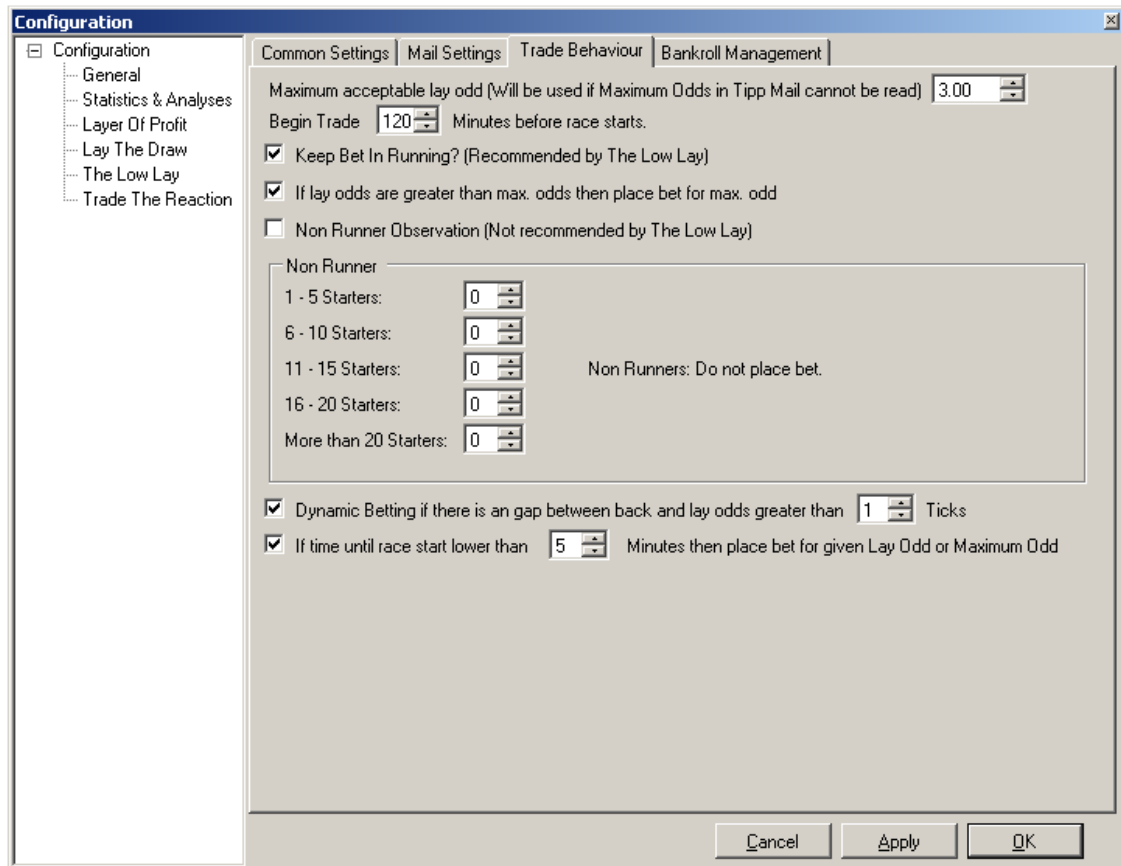 Configuration
Configuration
General
Statistics & Analyses
Layer Of Profit
Lay The Draw
The Low Lay
Trade The Reaction
Common Settings Mail Settings Trade Behaviour Bankroll Management
Maximum acceptable lay odd (Will be used if Maximum Odds in Tipp Mail cannot be read) 3.00
Begin Trade 120 Minutes before race starts.
Keep Bet In Running? (Recommended by The Low Lay)
If lay odds are greater than max. odds then place bet for max. odd
Non Runner Observation (Not recommended by The Low Lay)
Non Runner
1 - 5 Starters: 0
6 - 10 Starters: 0
11 - 15 Starters: 0 Non Runners: Do not place bet.
16 - 20 Starters: 0
More than 20 Starters: 0
Dynamic Betting if there is an gap between back and lay odds greater than 1 Ticks
If time until race start lower than 5 Minutes then place bet for given Lay Odd or Maximum Odd
Cancel Apply OK